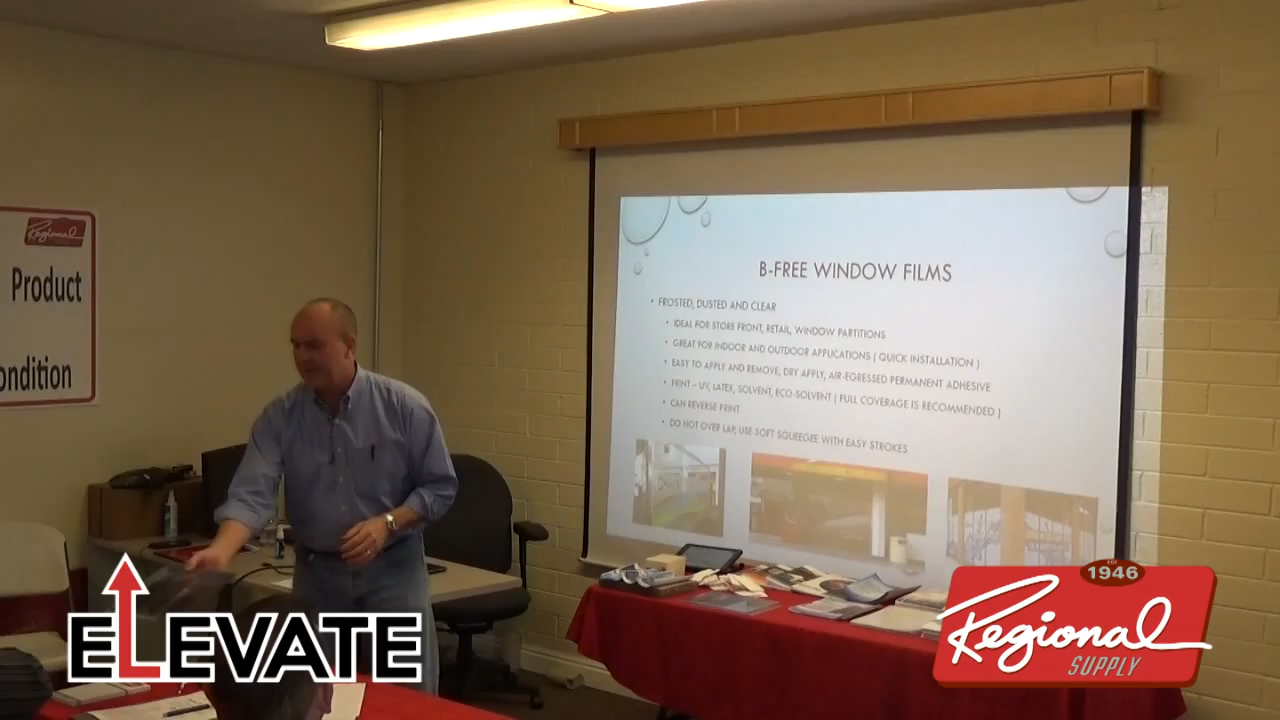 Regional
Product
ondition
B-FREE WINDOW FILMS
• FROSTED, DUSTED AND CLEAR
• IDEAL FOR STORE FRONT, RETAIL, WINDOW PARTITIONS
• GREAT FOR INDOOR AND OUTDOOR APPLICATIONS ( QUICK INSTALLATION )
• EASY TO APPLY AND REMOVE, DRY APPLY, AIR-EGRESSED PERMANENT ADHESIVE
• PRINT – UV, LATEX, SOLVENT, ECO-SOLVENT ( FULL COVERAGE IS RECOMMENDED )
• CAN REVERSE PRINT
• DO NOT OVER LAP, USE SOFT SQUEEGEE WITH EASY STROKES
ELEVATE
EST.
1946
Regional
SUPPLY